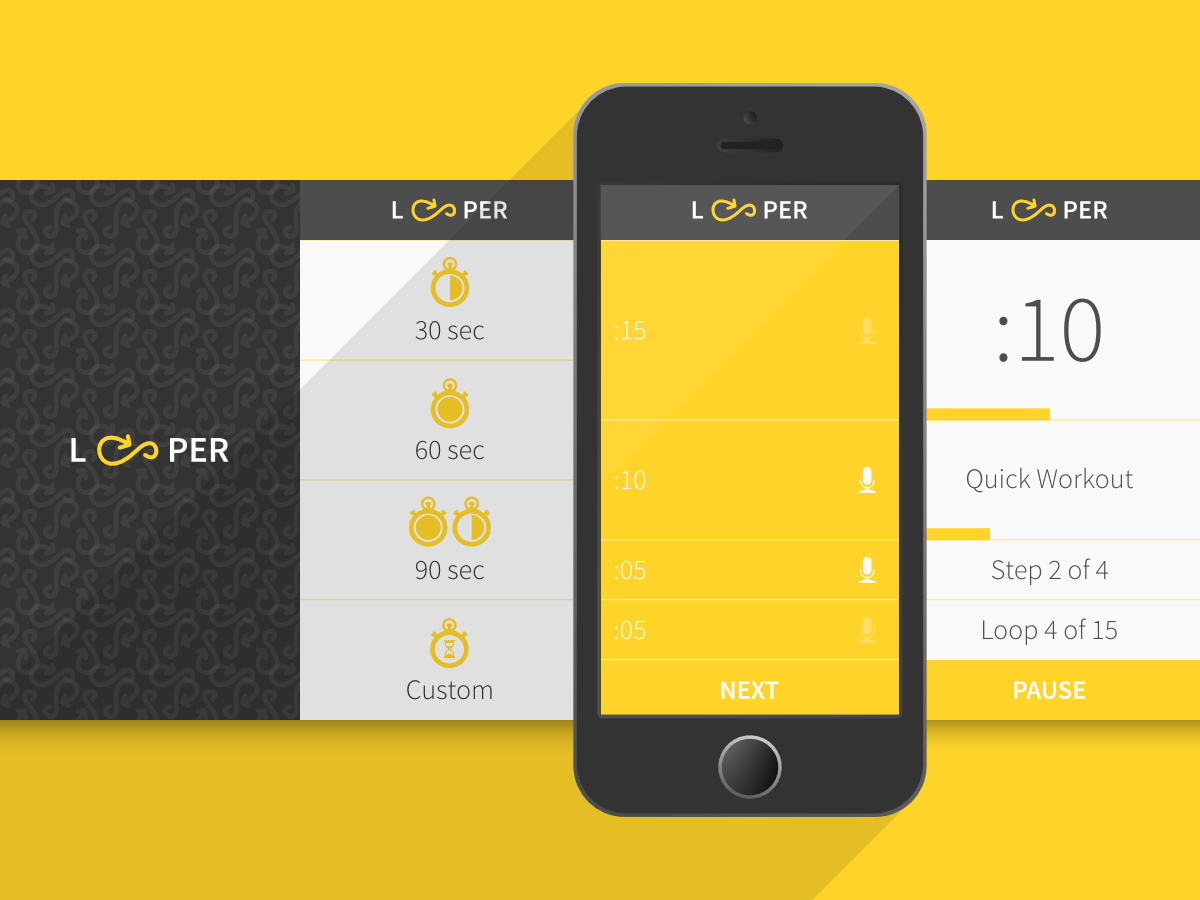 L PER
L PER
30 sec
60 sec
90 sec
Custom
L PER
:15
:10
:05
:05
NEXT
L PER
:10
Quick Workout
Step 2 of 4
Loop 4 of 15
PAUSE